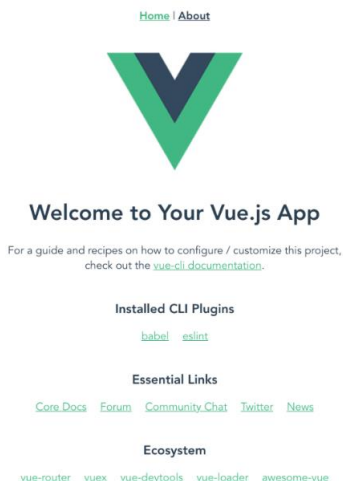 Home | About
Welcome to Your Vue.js App
For a guide and recipes on how to configure / customize this project,
check out the vue-cli documentation.
Installed CLI Plugins
babel eslint
Essential Links
Core Docs Forum Community Chat Twitter News
Ecosystem
vue-router vuex vue-devtools vue-loader awesome-vue